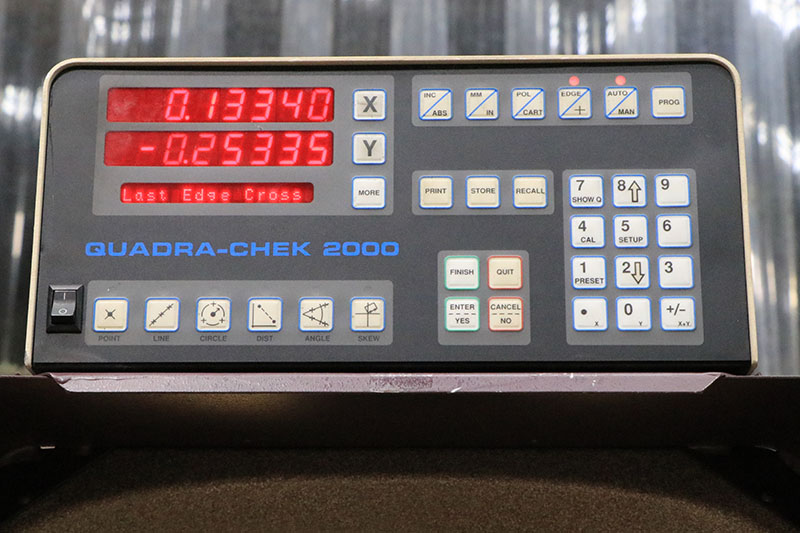 0.13340 X
-0.25335 Y
Last Edge Cross MORE
INC/ABS MM/IN POL/CART EDGE/+ AUTO/MAN PROG
PRINT STORE RECALL
QUADRA-CHEK 2000
7 SHOW Q 8 9
4 CAL 5 SETUP 6
1 PRESET 2 3
• X 0 Y +/- X+Y
FINISH QUIT
ENTER YES CANCEL NO
POINT LINE CIRCLE DIST ANGLE SKEW